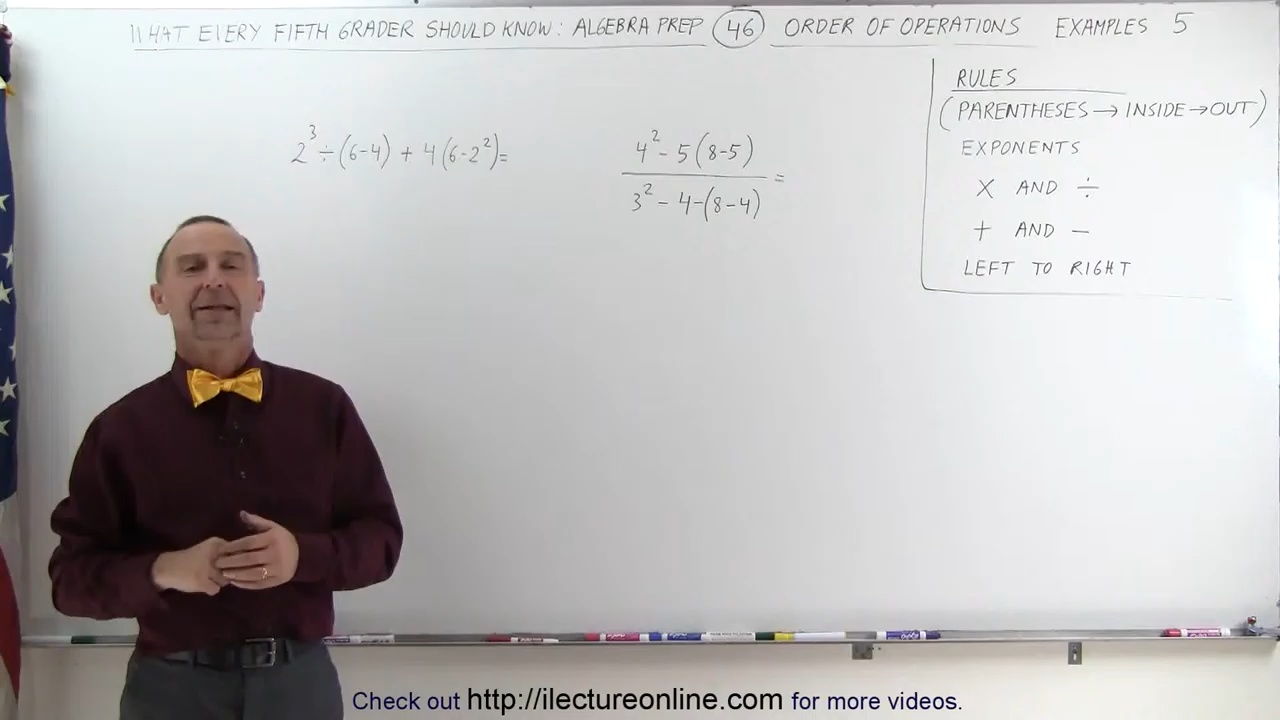 WHAT EVERY FIFTH GRADER SHOULD KNOW: ALGEBRA PREP 46 ORDER OF OPERATIONS EXAMPLES 5
2³÷(6-4) + 4(6-2²)=
4² - 5(8-5)
3² - 4-(8-4)
=
RULES
(PARENTHESES → INSIDE → OUT)
EXPONENTS
X AND ÷
+ AND —
LEFT TO RIGHT
Check out http://ilectureonline.com for more videos.